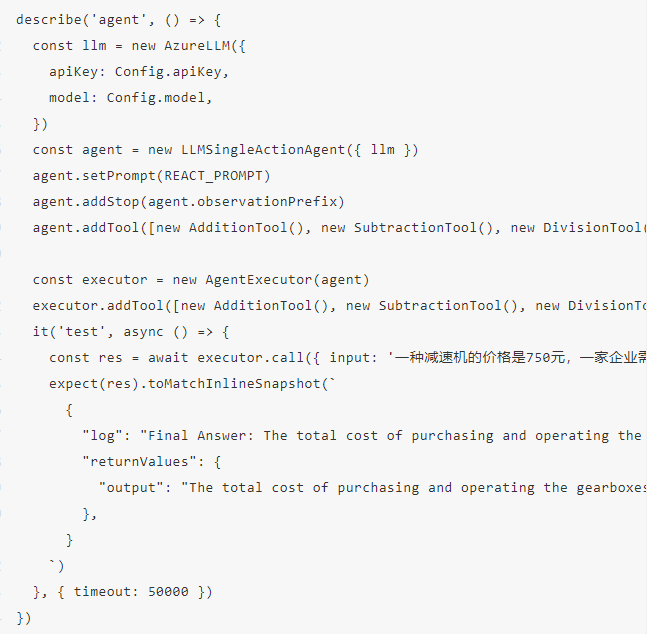 describe('agent', () => {
const llm = new AzureLLM({
apiKey: Config.apiKey,
model: Config.model,
})
const agent = new LLMSingleActionAgent({ llm })
agent.setPrompt(REACT_PROMPT)
agent.addStop(agent.observationPrefix)
agent.addTool([new AdditionTool(), new SubtractionTool(), new DivisionTool(
const executor = new AgentExecutor(agent)
executor.addTool([new AdditionTool(), new SubtractionTool(), new DivisionTo
it('test', async () => {
const res = await executor.call({ input: '一种减速机的价格是750元，一家企业需
expect(res).toMatchInlineSnapshot(`
{
"log": "Final Answer: The total cost of purchasing and operating the
"returnValues": {
"output": "The total cost of purchasing and operating the gearboxes
},
}
`)
}, { timeout: 50000 })
})